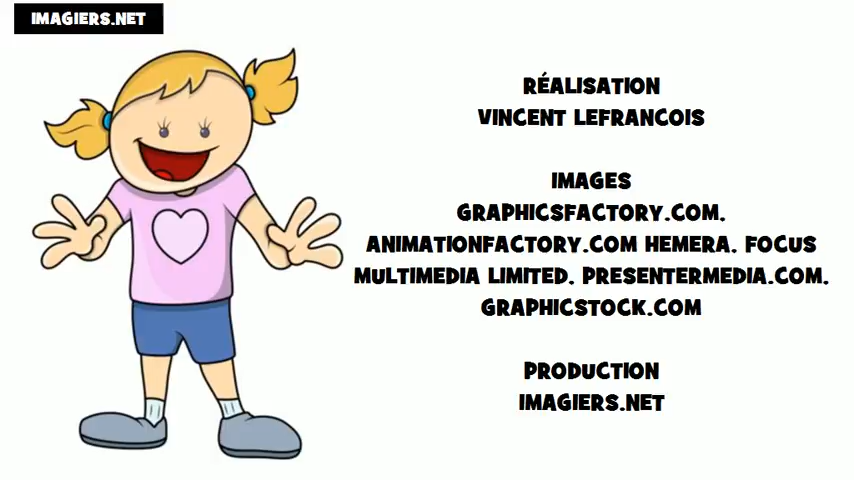 IMAGIERS.NET
RÉALISATION
VINCENT LEFRANCOIS
IMAGES
GRAPHICSFACTORY.COM,
ANIMATIONFACTORY.COM HEMERA, FOCUS
MULTIMEDIA LIMITED, PRESENTERMEDIA.COM,
GRAPHICSTOCK.COM
PRODUCTION
IMAGIERS.NET